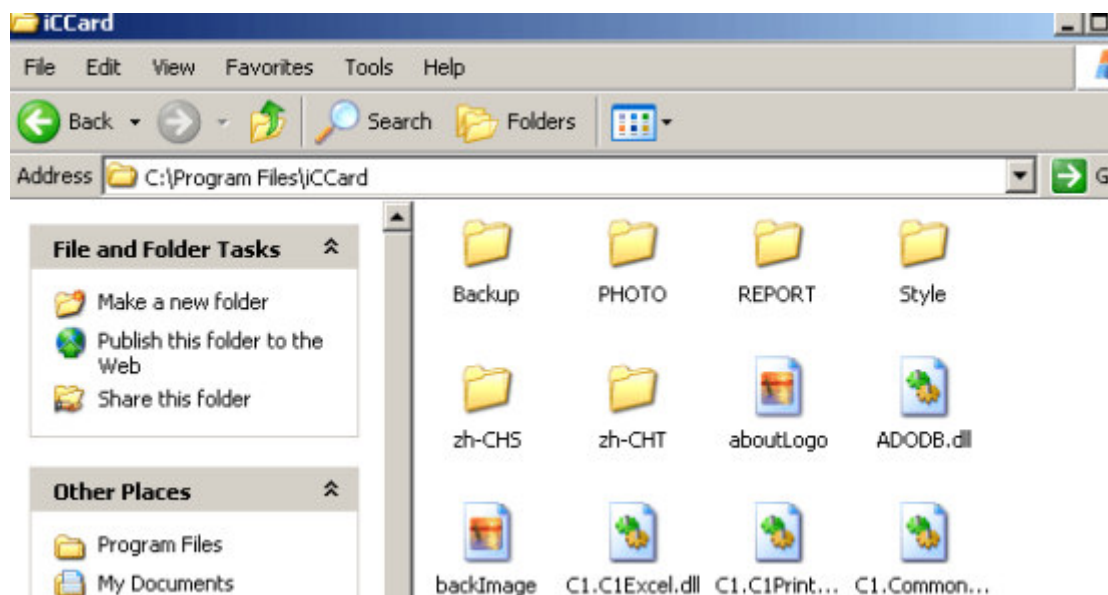 iCCard
File Edit View Favorites Tools Help
Back Search Folders
Address C:\Program Files\iCCard
File and Folder Tasks
Make a new folder
Publish this folder to the
Web
Share this folder
Other Places
Program Files
My Documents
Backup PHOTO REPORT Style
zh-CHS zh-CHT aboutLogo ADODB.dll
backImage C1.C1Excel.dll C1.C1Print... C1.Common...